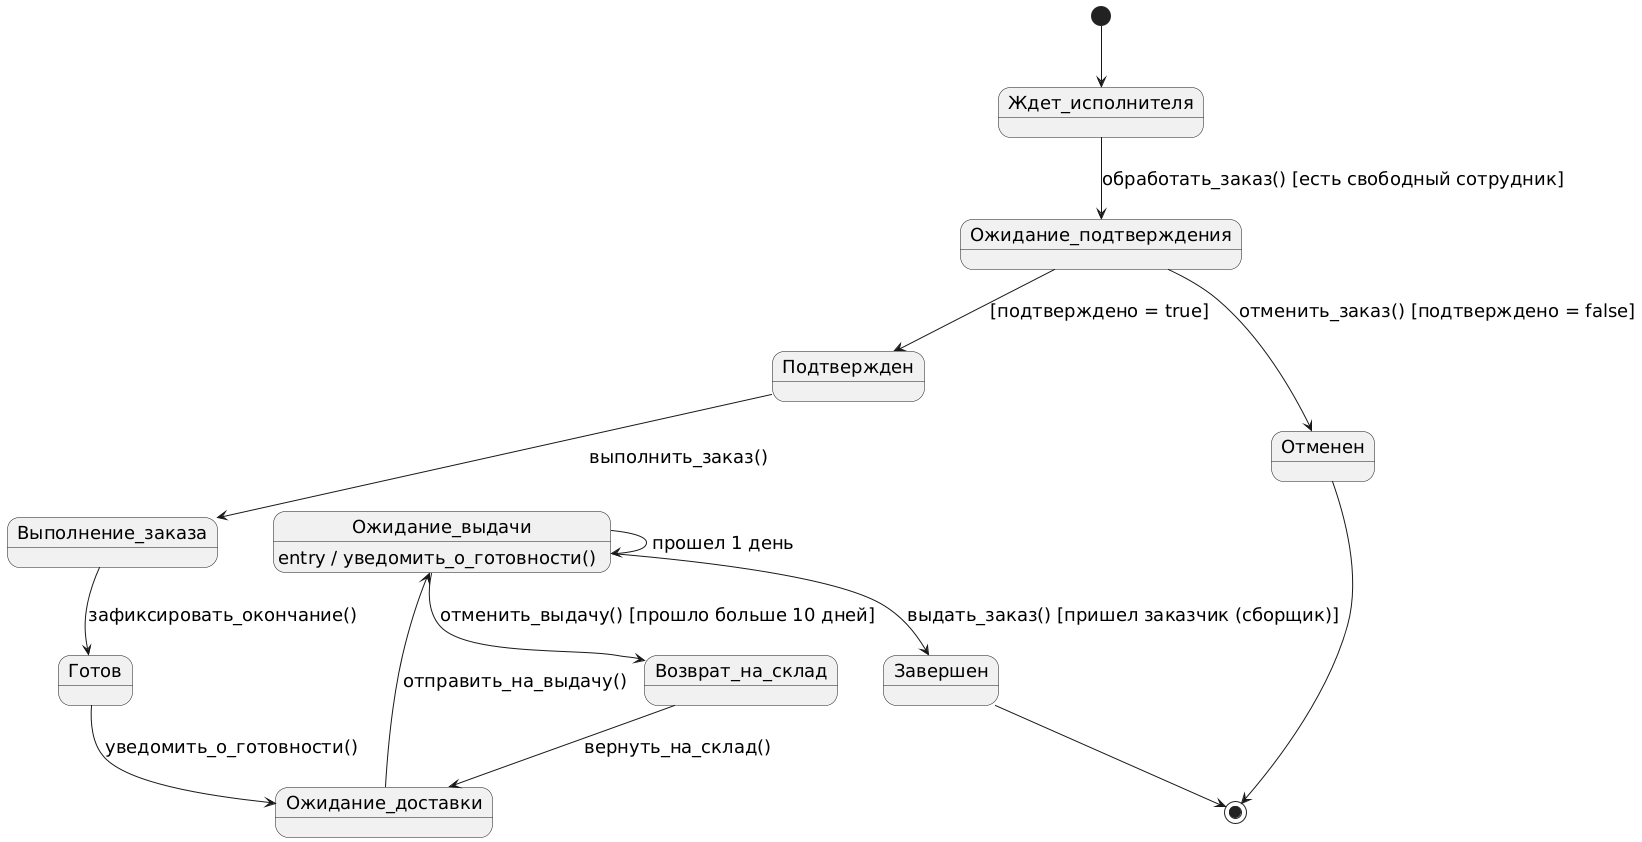 Ждет_исполнителя
обработать_заказ() [есть свободный сотрудник]
Ожидание_подтверждения
[подтверждено = true]
отменить_заказ() [подтверждено = false]
Подтвержден
Отменен
выполнить_заказ()
Выполнение_заказа
Ожидание_выдачи
entry / уведомить_о_готовности()
прошел 1 день
зафиксировать_окончание()
отменить_выдачу() [прошло больше 10 дней]
выдать_заказ() [пришел заказчик (сборщик)]
Готов
отправить_на_выдачу()
Возврат_на_склад
Завершен
уведомить_о_готовности()
вернуть_на_склад()
Ожидание_доставки